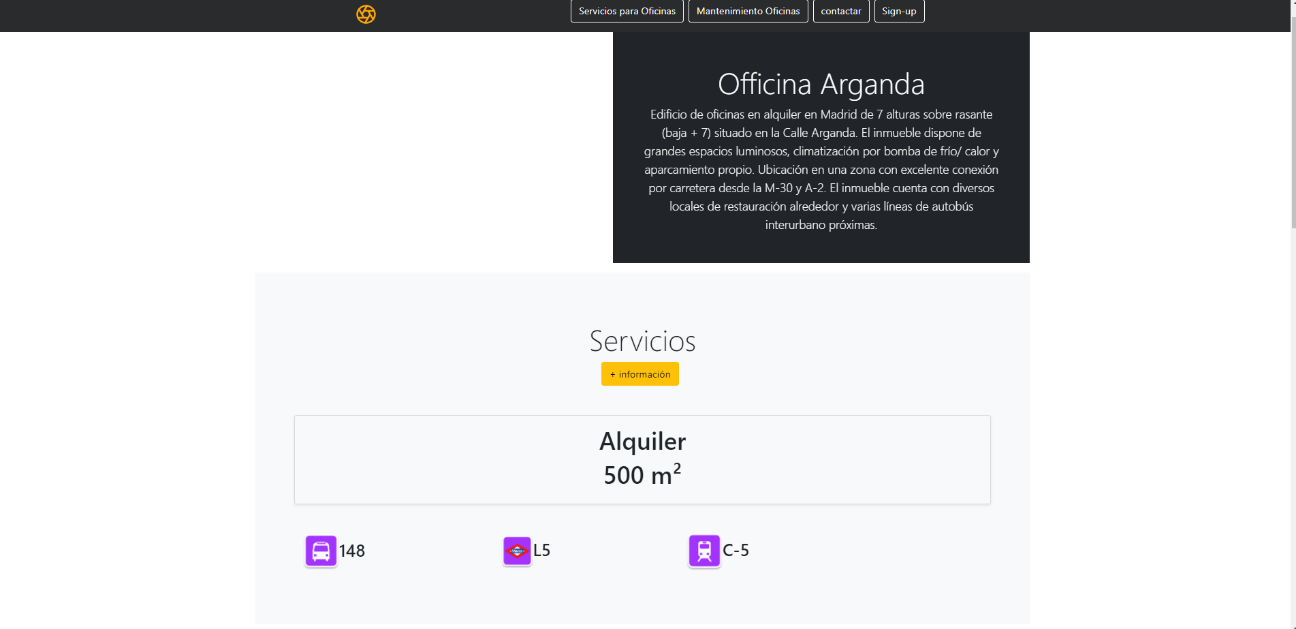 Servicios para Oficinas
Mantenimiento Oficinas
contactar
Sign-up
Officina Arganda
Edificio de oficinas en alquiler en Madrid de 7 alturas sobre rasante
(baja + 7) situado en la Calle Arganda. El inmueble dispone de
grandes espacios luminosos, climatización por bomba de frío/ calor y
aparcamiento propio. Ubicación en una zona con excelente conexión
por carretera desde la M-30 y A-2. El inmueble cuenta con diversos
locales de restauración alrededor y varias líneas de autobús
interurbano próximas.
Servicios
+ información
Alquiler
500 m²
148
L5
C-5